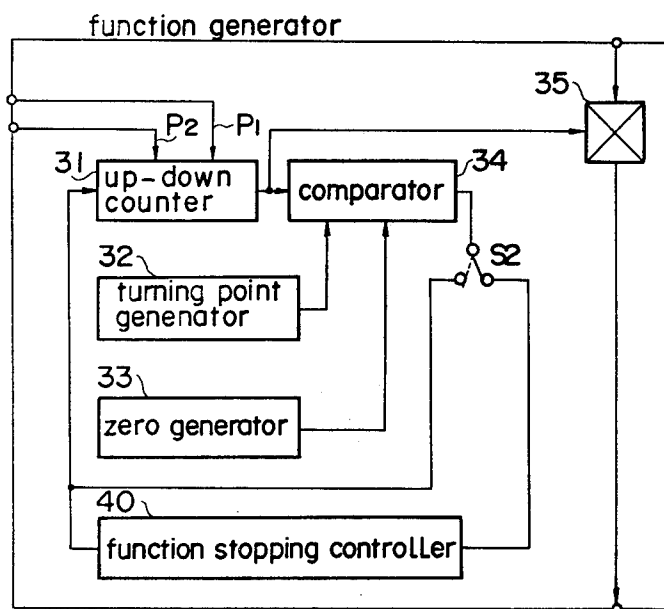 function generator
35
P2
P1
31
up-down
counter
34
comparator
S2
32
turning point
genenator
33
zero generator
40
function stopping controller